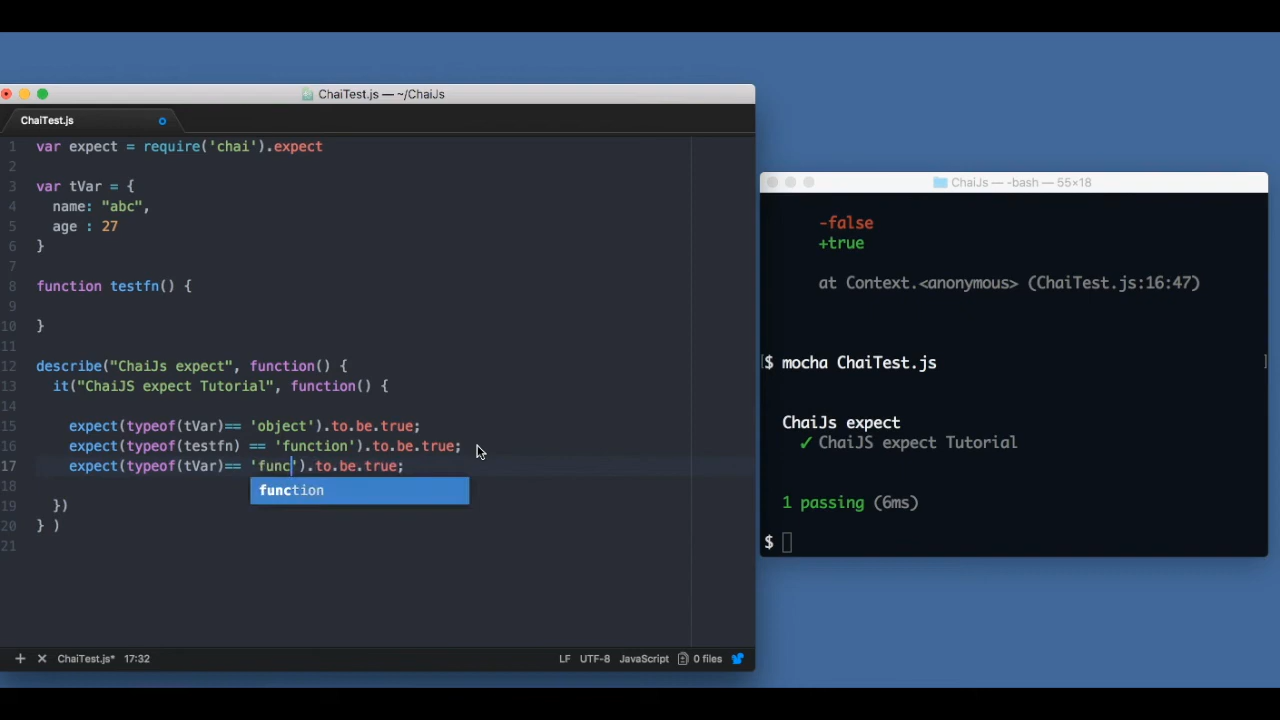 ChaiTest.js — ~/ChaiJs
ChaiTest.js
1 var expect = require('chai').expect
2
3 var tVar = {
4 name: "abc",
5 age : 27
6 }
7
8 function testfn() {
9
10 }
11
12 describe("ChaiJs expect", function() {
13 it("ChaiJS expect Tutorial", function() {
14
15 expect(typeof(tVar)== 'object').to.be.true;
16 expect(typeof(testfn) == 'function').to.be.true;
17 expect(typeof(tVar)== 'func').to.be.true;
function
18
19 })
20 } )
21
ChaiTest.js* 17:32
LF UTF-8 JavaScript 0 files
ChaiJs — -bash — 55×18
-false
+true
at Context.<anonymous> (ChaiTest.js:16:47)
[$ mocha ChaiTest.js ]
ChaiJs expect
✓ ChaiJS expect Tutorial
1 passing (6ms)
$